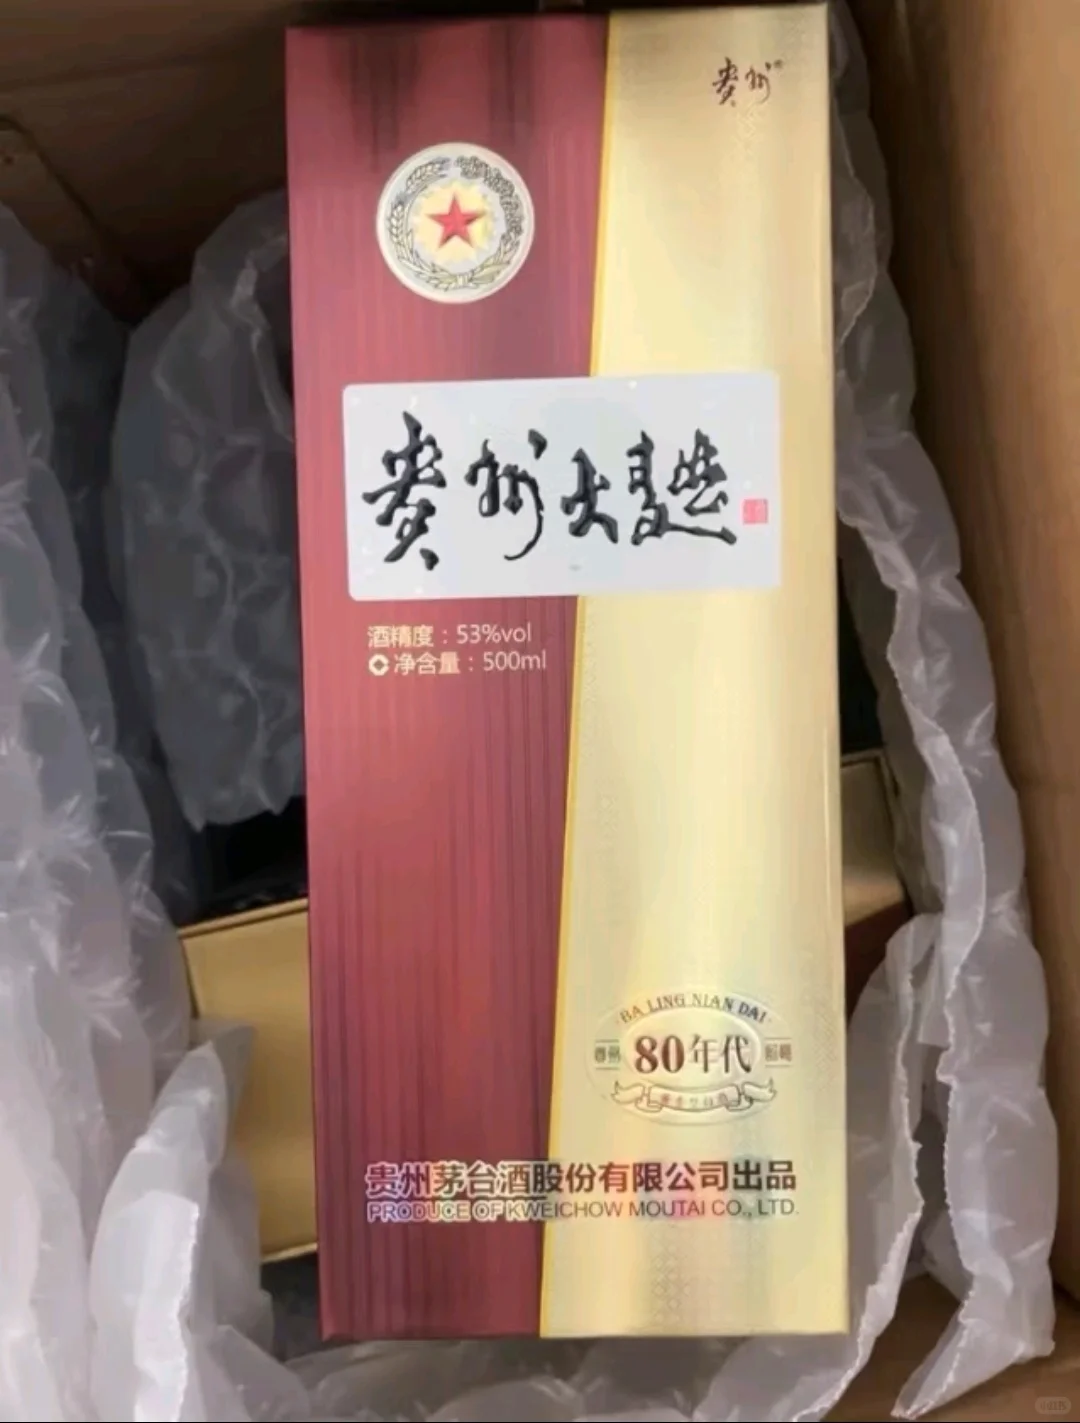 贵州
贵州大曲
酒精度：53%vol
净含量：500ml
BA LING NIAN DAI
80年代
贵州茅台酒股份有限公司出品
PRODUCE OF KWEICHOW MOUTAI CO., LTD.